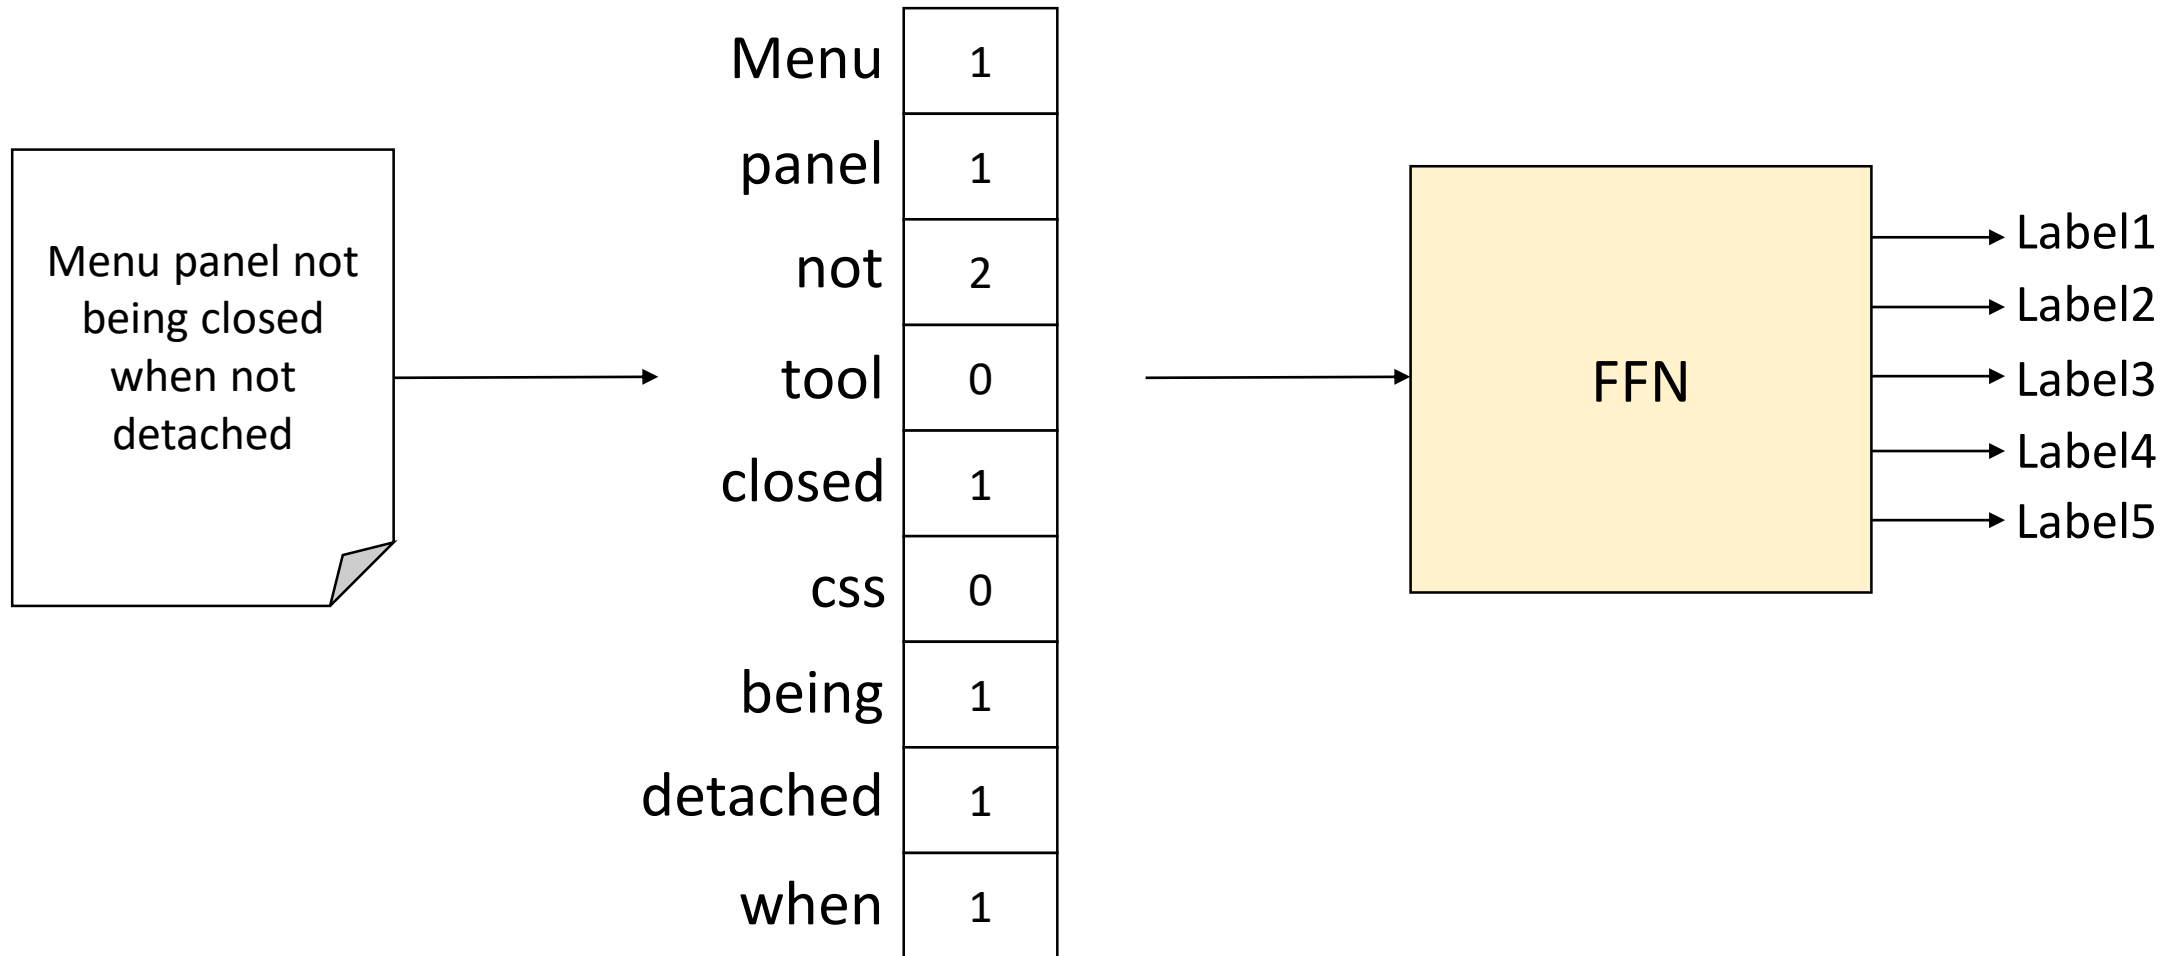 Menu panel not
being closed
when not
detached
Menu 1
panel 1
not 2
tool 0
closed 1
css 0
being 1
detached 1
when 1
FFN
Label1
Label2
Label3
Label4
Label5